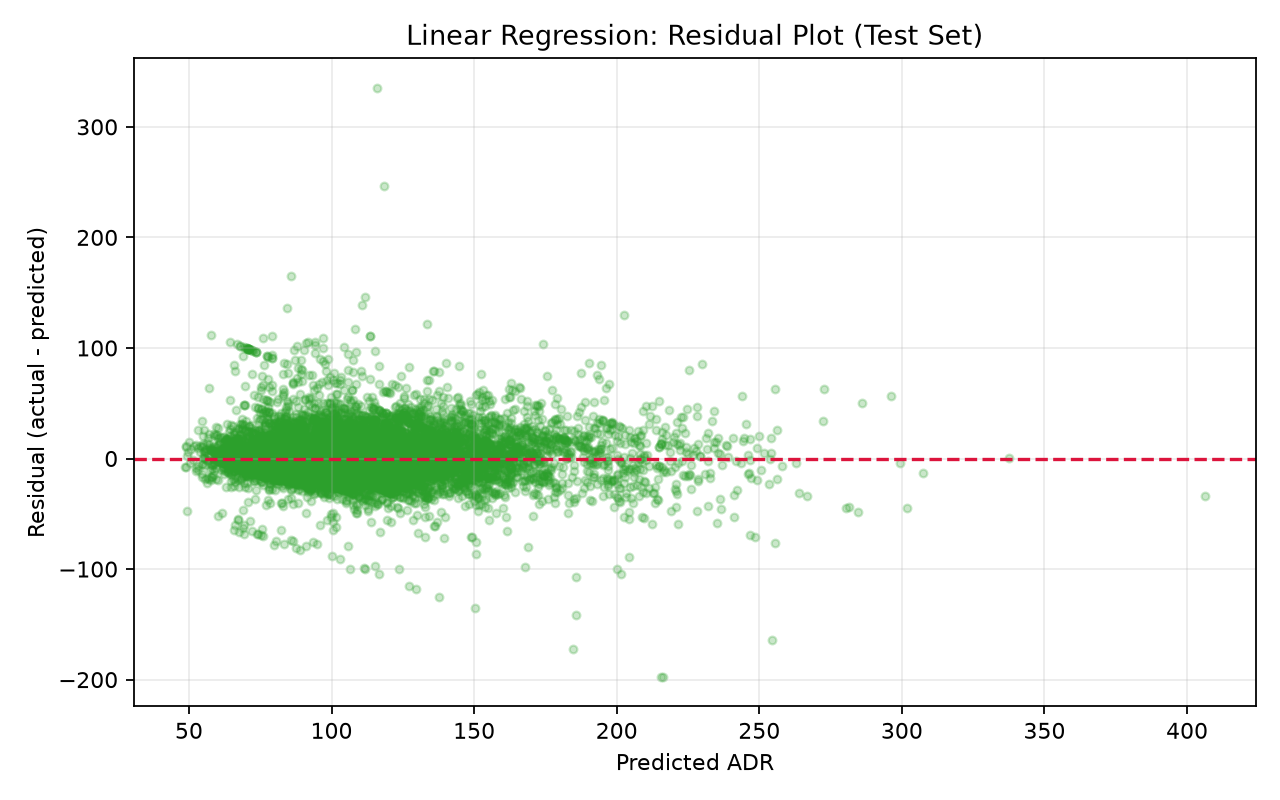 Linear Regression: Residual Plot (Test Set)
Residual (actual - predicted)
300
200
100
0
−100
−200
50 100 150 200 250 300 350 400
Predicted ADR